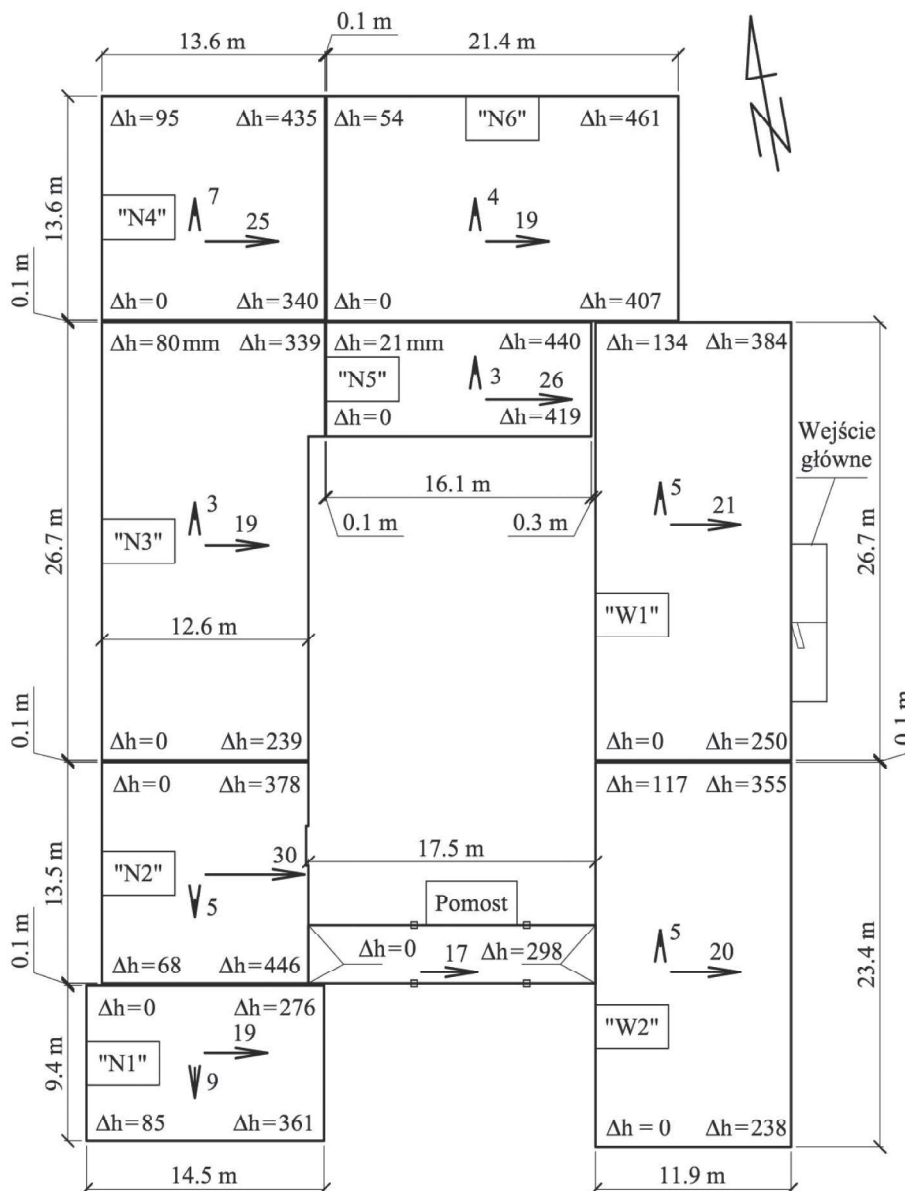 0.1 m
13.6 m
21.4 m
Δh=95
Δh=435
Δh=54
"N6"
Δh=461
N
13.6 m
"N4"
7
25
4
19
0.1 m
Δh=0
Δh=340
Δh=0
Δh=407
Δh=80mm
Δh=339
Δh=21mm
Δh=440
Δh=134
Δh=384
"N5"
3
26
Δh=0
Δh=419
Wejście
główne
16.1 m
0.1 m
0.3 m
26.7 m
"N3"
3
19
5
21
26.7 m
12.6 m
"W1"
0.1 m
Δh=0
Δh=239
Δh=0
Δh=250
0.1 m
Δh=0
Δh=378
Δh=117
Δh=355
13.5 m
"N2"
30
5
17.5 m
Pomost
0.1 m
Δh=68
Δh=446
Δh=0
17
Δh=298
5
20
23.4 m
Δh=0
Δh=276
"W2"
9.4 m
"N1"
19
9
Δh=85
Δh=361
Δh = 0
Δh=238
14.5 m
11.9 m